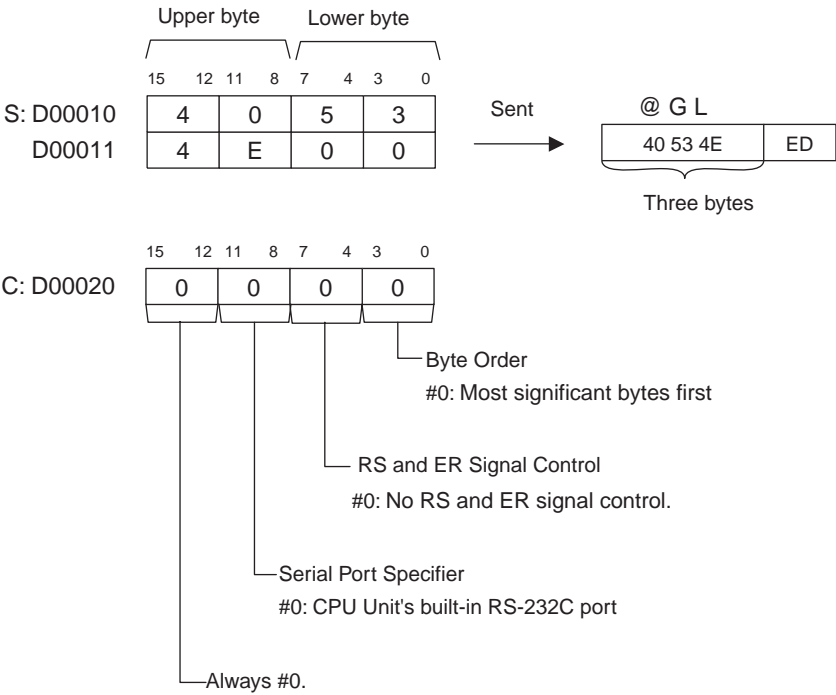 Upper byte Lower byte
15 12 11 8 7 4 3 0
S: D00010 4 0 5 3 Sent @ G L
D00011 4 E 0 0 40 53 4E ED
Three bytes
15 12 11 8 7 4 3 0
C: D00020 0 0 0 0
Byte Order
#0: Most significant bytes first
RS and ER Signal Control
#0: No RS and ER signal control.
Serial Port Specifier
#0: CPU Unit's built-in RS-232C port
Always #0.